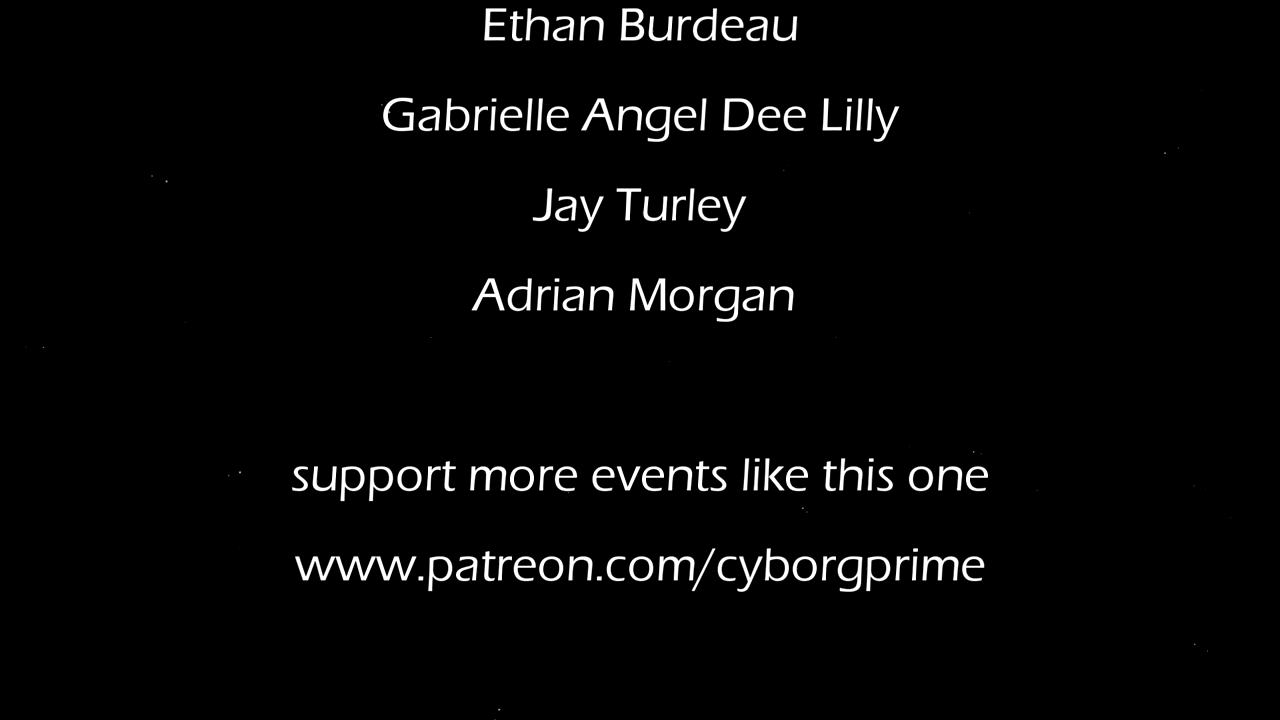 Ethan Burdeau
Gabrielle Angel Dee Lilly
Jay Turley
Adrian Morgan
support more events like this one
www.patreon.com/cyborgprime